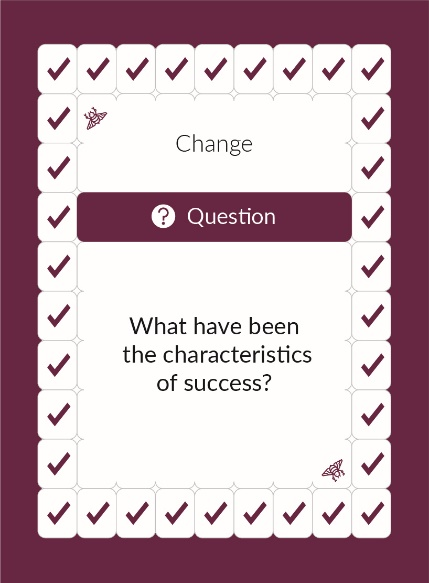 Change
? Question
What have been
the characteristics
of success?